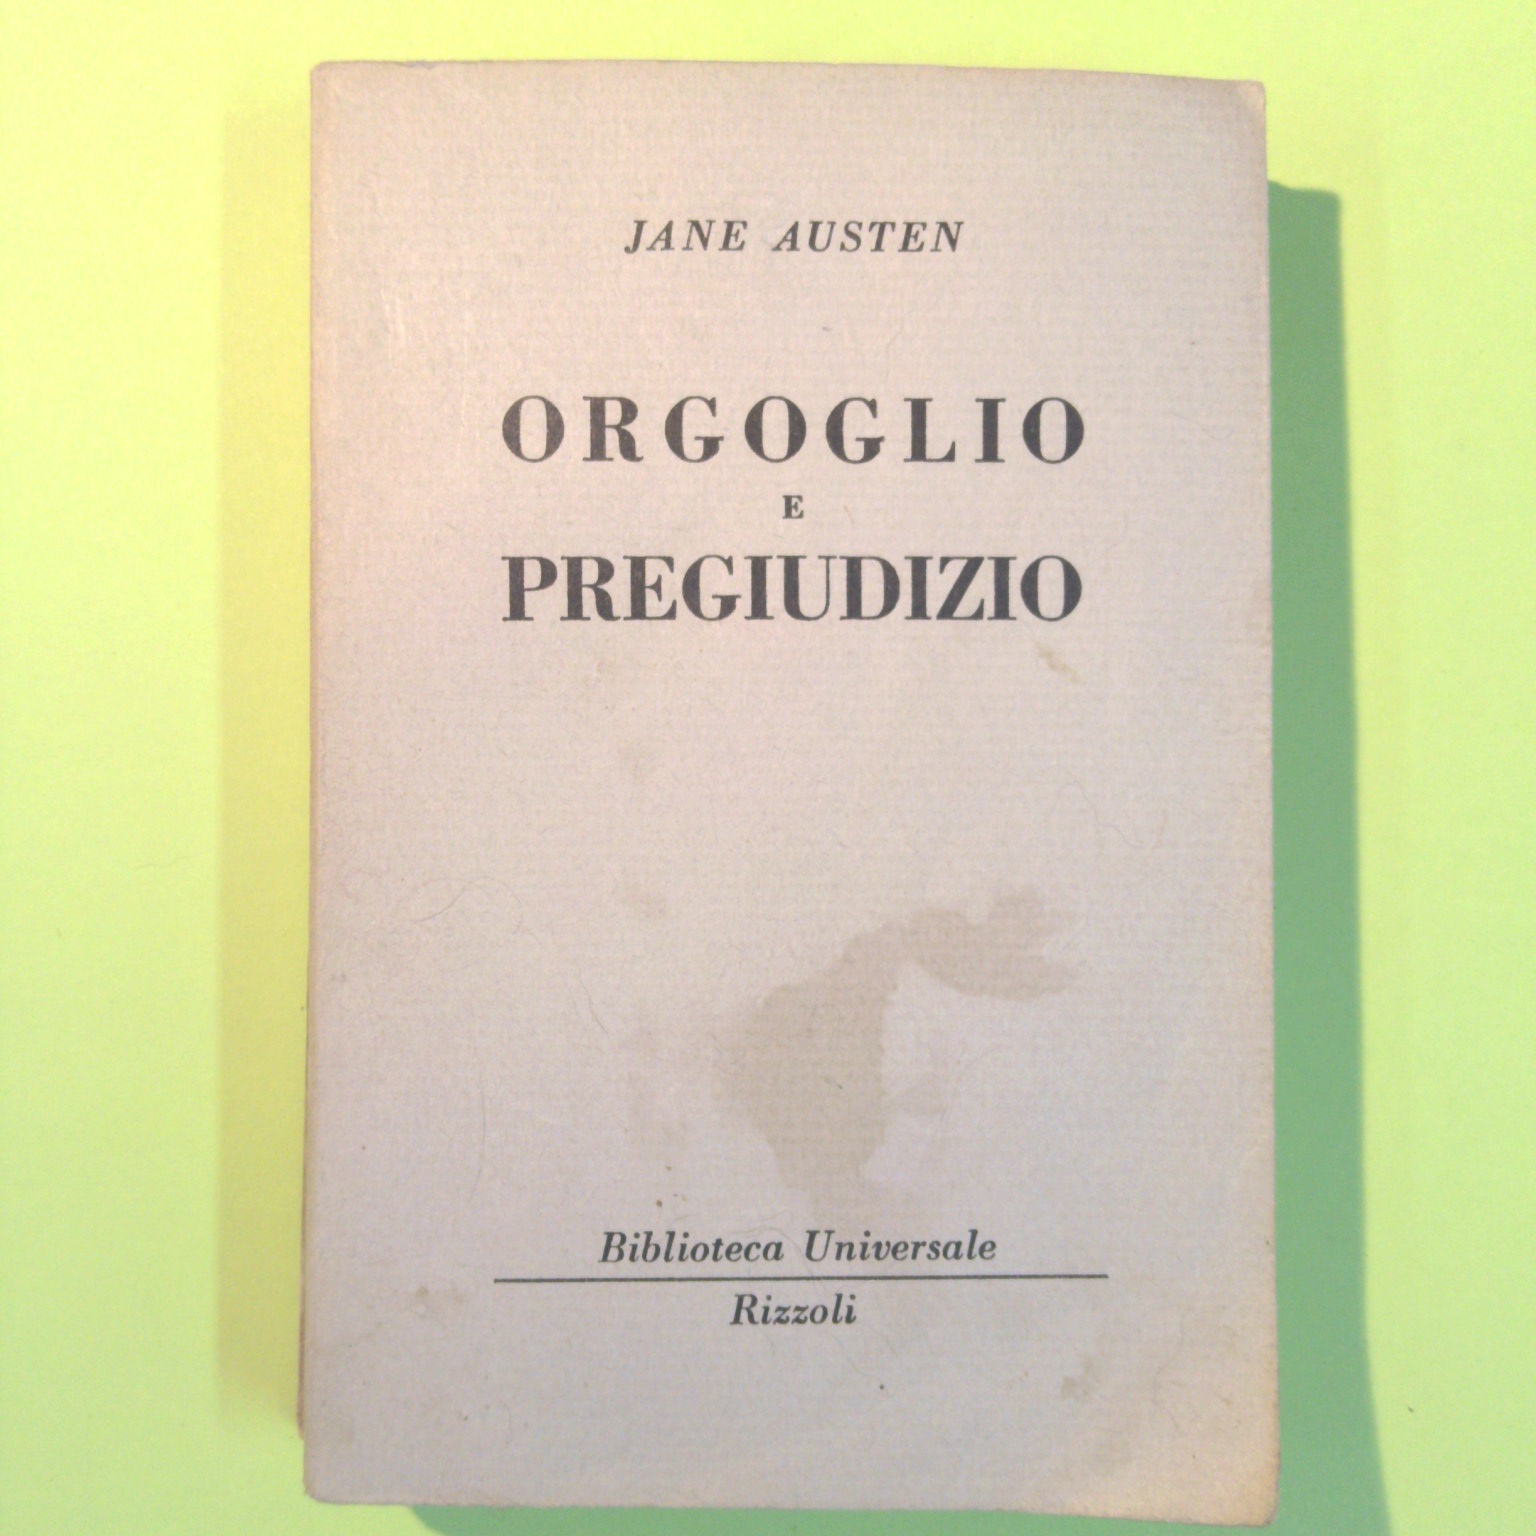 JANE AUSTEN
ORGOGLIO
E
PREGIUDIZIO
Biblioteca Universale
Rizzoli